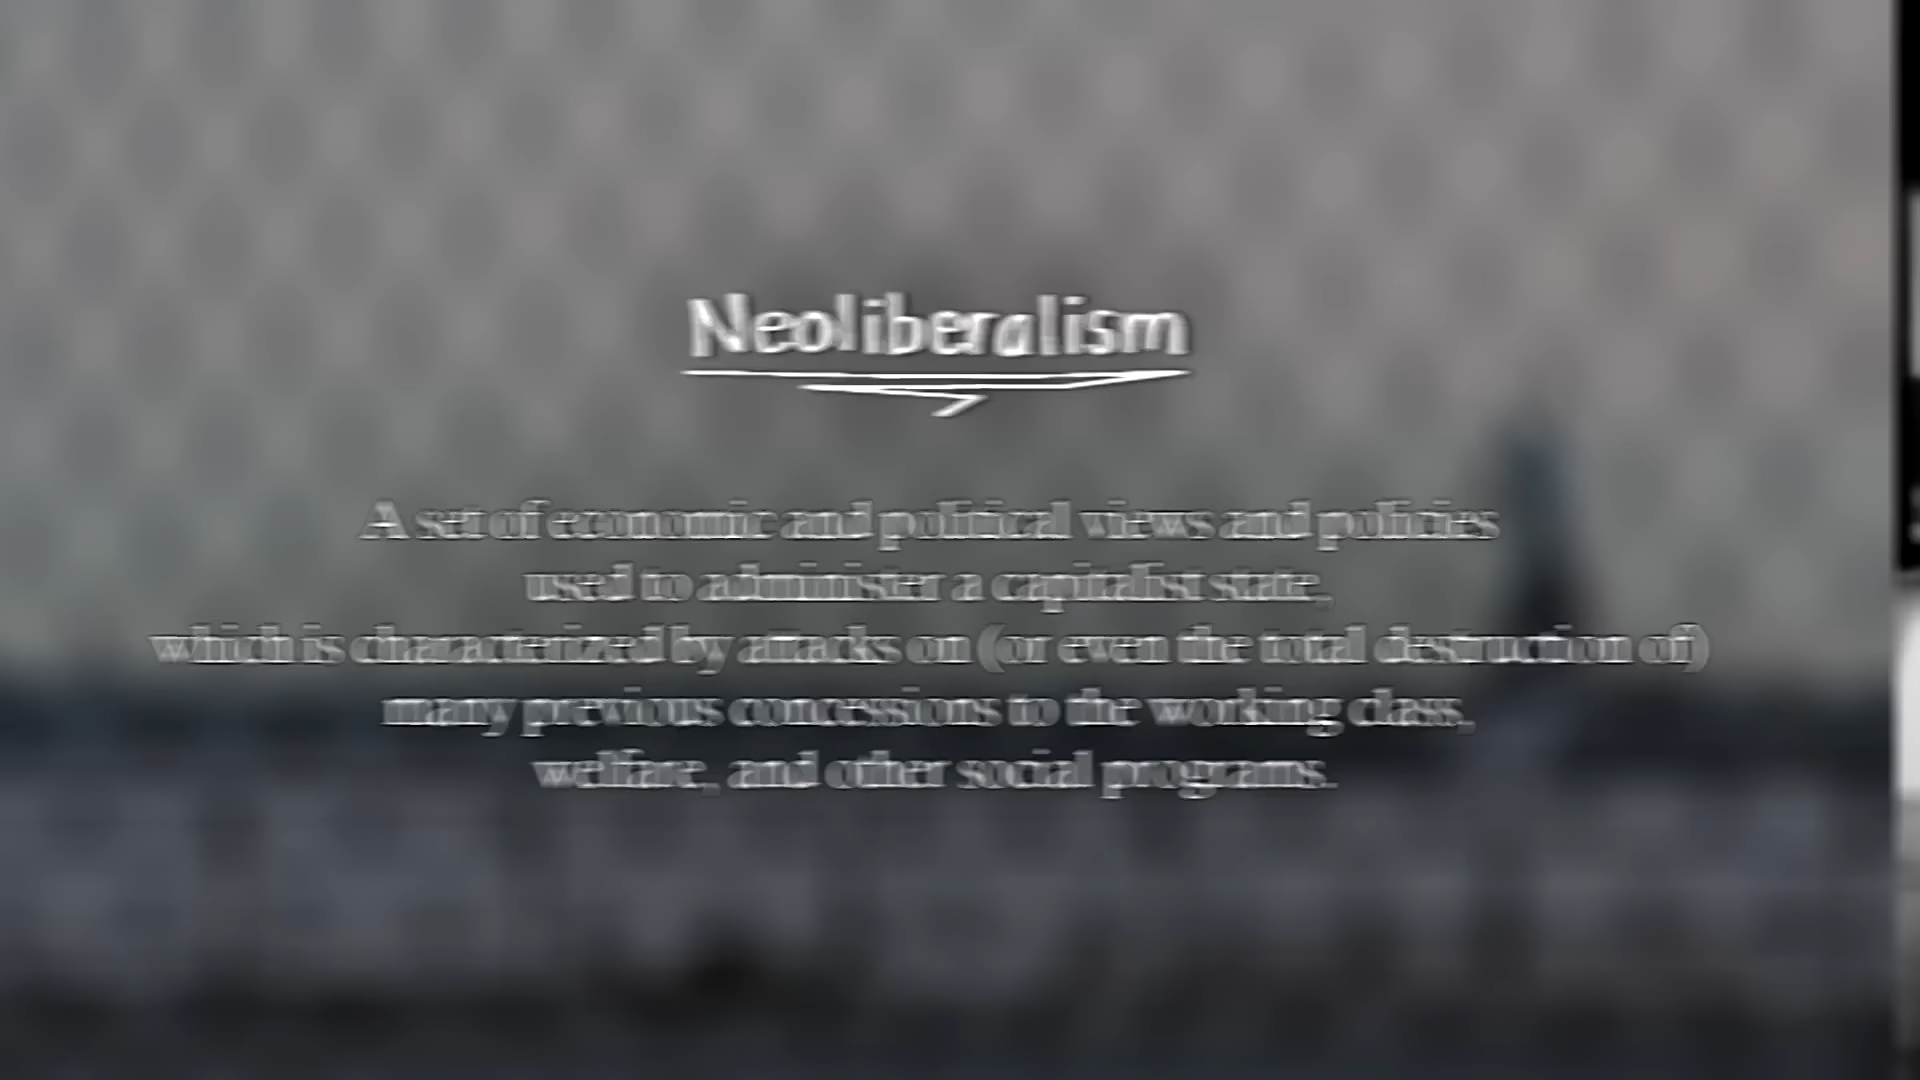 Neoliberalism
A set of economic and political views and policies
used to administer a capitalist state,
which is characterized by attacks on (or even the total destruction of)
many previous concessions to the working class,
welfare, and other social programs.